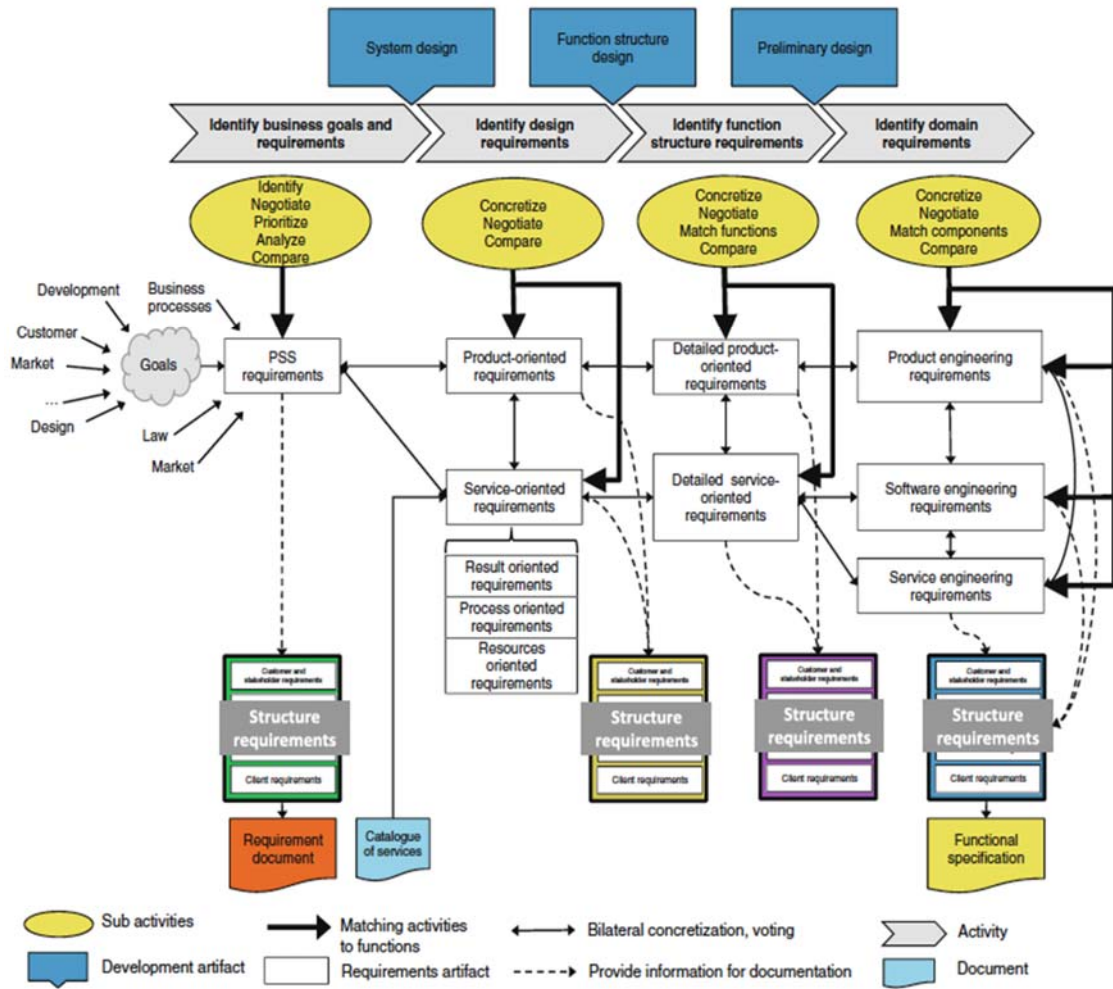 System design
Function structure
design
Preliminary design
Identify business goals and
requirements
Identify design
requirements
Identify function
structure requirements
Identify domain
requirements
Identify
Negotiate
Prioritize
Analyze
Compare
Concretize
Negotiate
Compare
Concretize
Negotiate
Match functions
Compare
Concretize
Negotiate
Match components
Compare
Development
Business
processes
Customer
Market
...
Design
Goals
Law
Market
PSS
requirements
Product-oriented
requirements
Detailed product-
oriented requirements
Product engineering
requirements
Service-oriented
requirements
Detailed service-
oriented requirements
Software engineering
requirements
Service engineering
requirements
Result oriented
requirements
Process oriented
requirements
Resources
oriented
requirements
Customer and
stakeholder requirements
Structure
requirements
Client requirements
Customer and
stakeholder requirements
Structure
requirements
Client requirements
Customer and
stakeholder requirements
Structure
requirements
Client requirements
Customer and
stakeholder requirements
Structure
requirements
Client requirements
Requirement
document
Catalogue
of services
Functional
specification
Sub activities
Matching activities
to functions
Bilateral concretization, voting
Activity
Development artifact
Requirements artifact
Provide information for documentation
Document